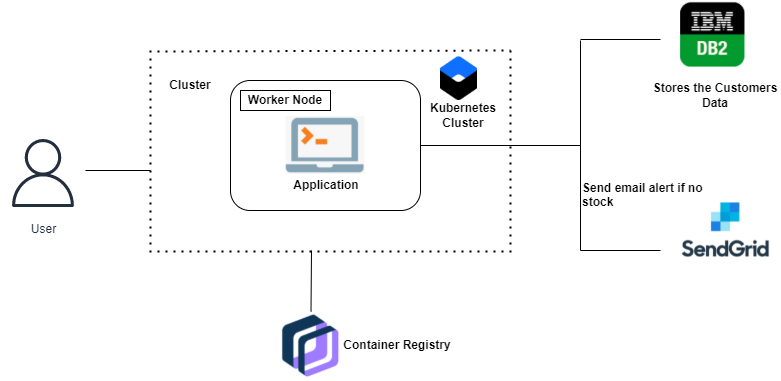 IBM
DB2
Stores the Customers
Data
Cluster
Worker Node
Kubernetes
Cluster
Application
User
Send email alert if no
stock
SendGrid
Container Registry